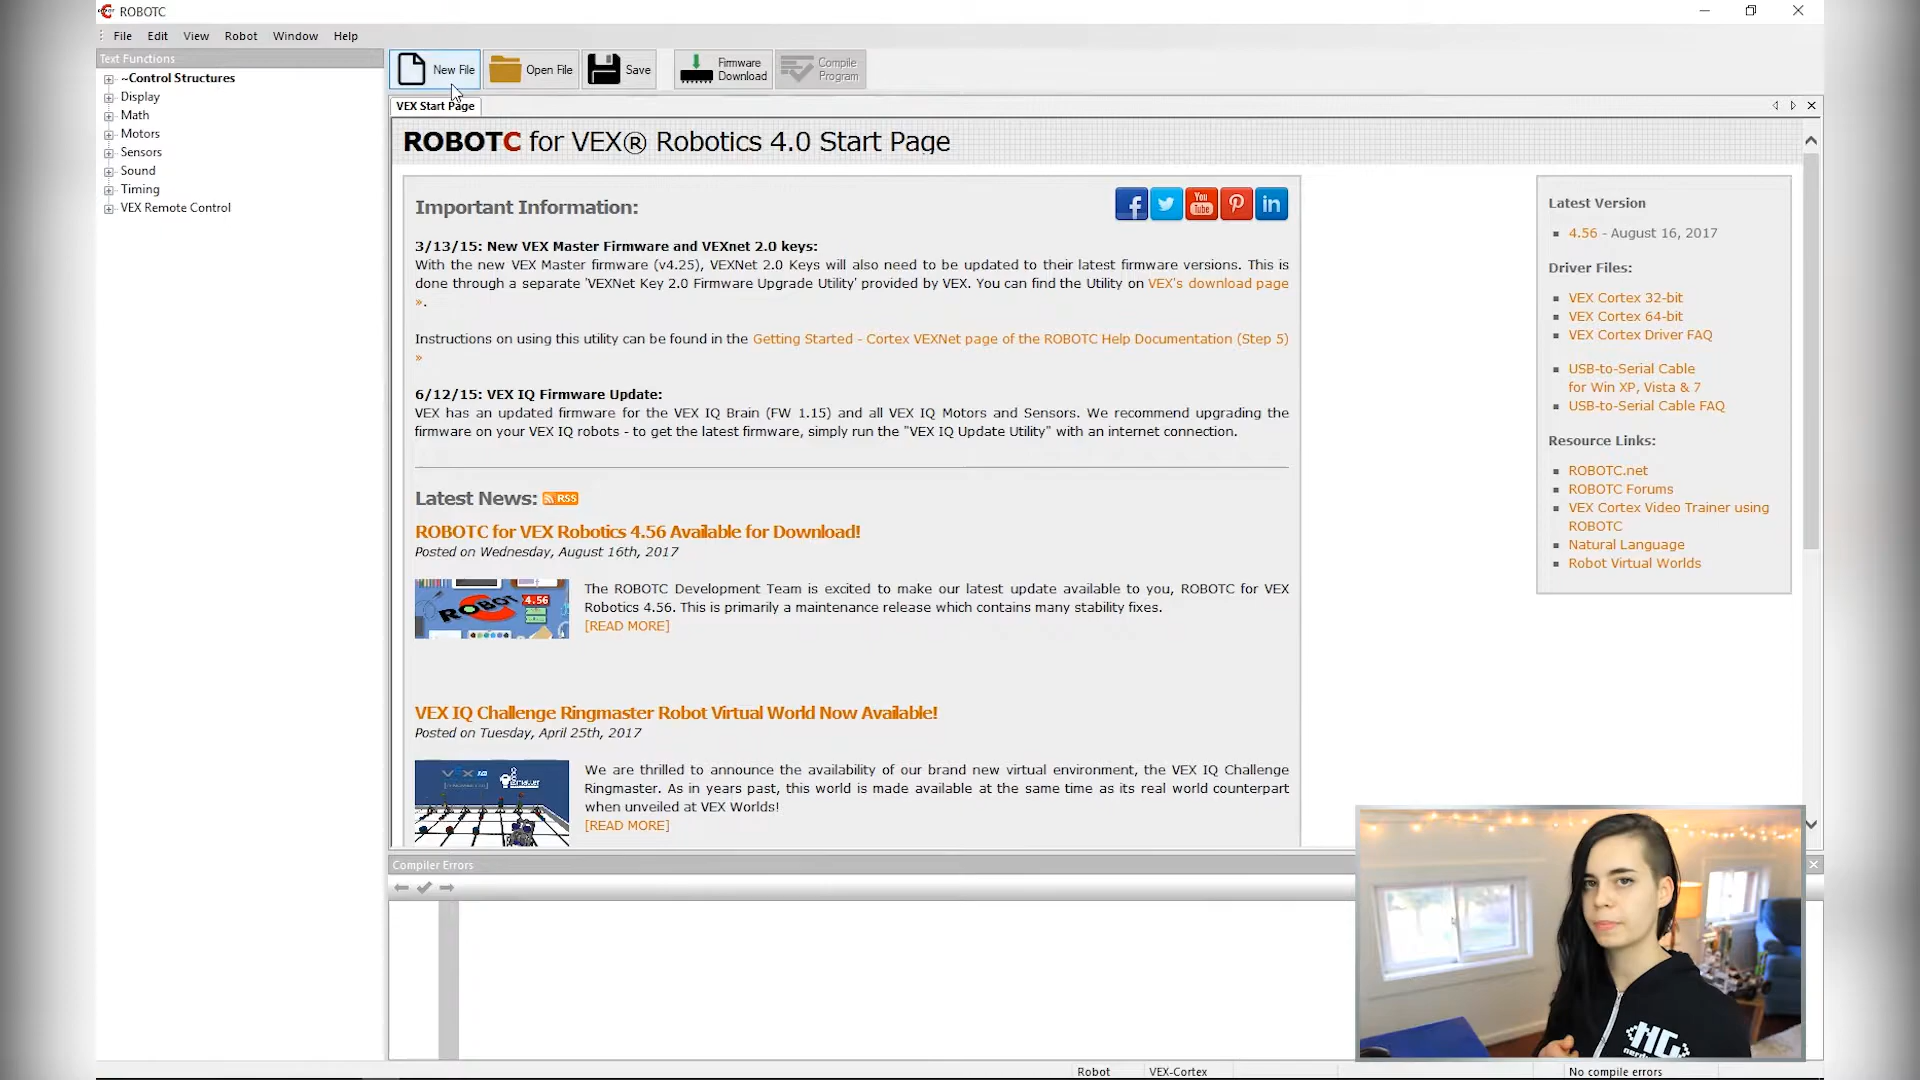 ROBOTC
File Edit View Robot Window Help
Text Functions
~Control Structures
Display
Math
Motors
Sensors
Sound
Timing
VEX Remote Control
New File
Open File
Save
Firmware
Download
Compile
Program
VEX Start Page
ROBOTC for VEX® Robotics 4.0 Start Page
Important Information:
You
Tube
3/13/15: New VEX Master Firmware and VEXnet 2.0 keys:
With the new VEX Master firmware (v4.25), VEXNet 2.0 Keys will also need to be updated to their latest firmware versions. This is
done through a separate 'VEXNet Key 2.0 Firmware Upgrade Utility' provided by VEX. You can find the Utility on VEX's download page
».
Instructions on using this utility can be found in the Getting Started - Cortex VEXNet page of the ROBOTC Help Documentation (Step 5)
»
6/12/15: VEX IQ Firmware Update:
VEX has an updated firmware for the VEX IQ Brain (FW 1.15) and all VEX IQ Motors and Sensors. We recommend upgrading the
firmware on your VEX IQ robots - to get the latest firmware, simply run the "VEX IQ Update Utility" with an internet connection.
Latest News: RSS
ROBOTC for VEX Robotics 4.56 Available for Download!
Posted on Wednesday, August 16th, 2017
ROBOT 4.56
The ROBOTC Development Team is excited to make our latest update available to you, ROBOTC for VEX
Robotics 4.56. This is primarily a maintenance release which contains many stability fixes.
[READ MORE]
VEX IQ Challenge Ringmaster Robot Virtual World Now Available!
Posted on Tuesday, April 25th, 2017
We are thrilled to announce the availability of our brand new virtual environment, the VEX IQ Challenge
Ringmaster. As in years past, this world is made available at the same time as its real world counterpart
when unveiled at VEX Worlds!
[READ MORE]
Latest Version
4.56 - August 16, 2017
Driver Files:
VEX Cortex 32-bit
VEX Cortex 64-bit
VEX Cortex Driver FAQ
USB-to-Serial Cable
for Win XP, Vista & 7
USB-to-Serial Cable FAQ
Resource Links:
ROBOTC.net
ROBOTC Forums
VEX Cortex Video Trainer using
ROBOTC
Natural Language
Robot Virtual Worlds
Compiler Errors
HG
Robot VEX-Cortex No compile errors